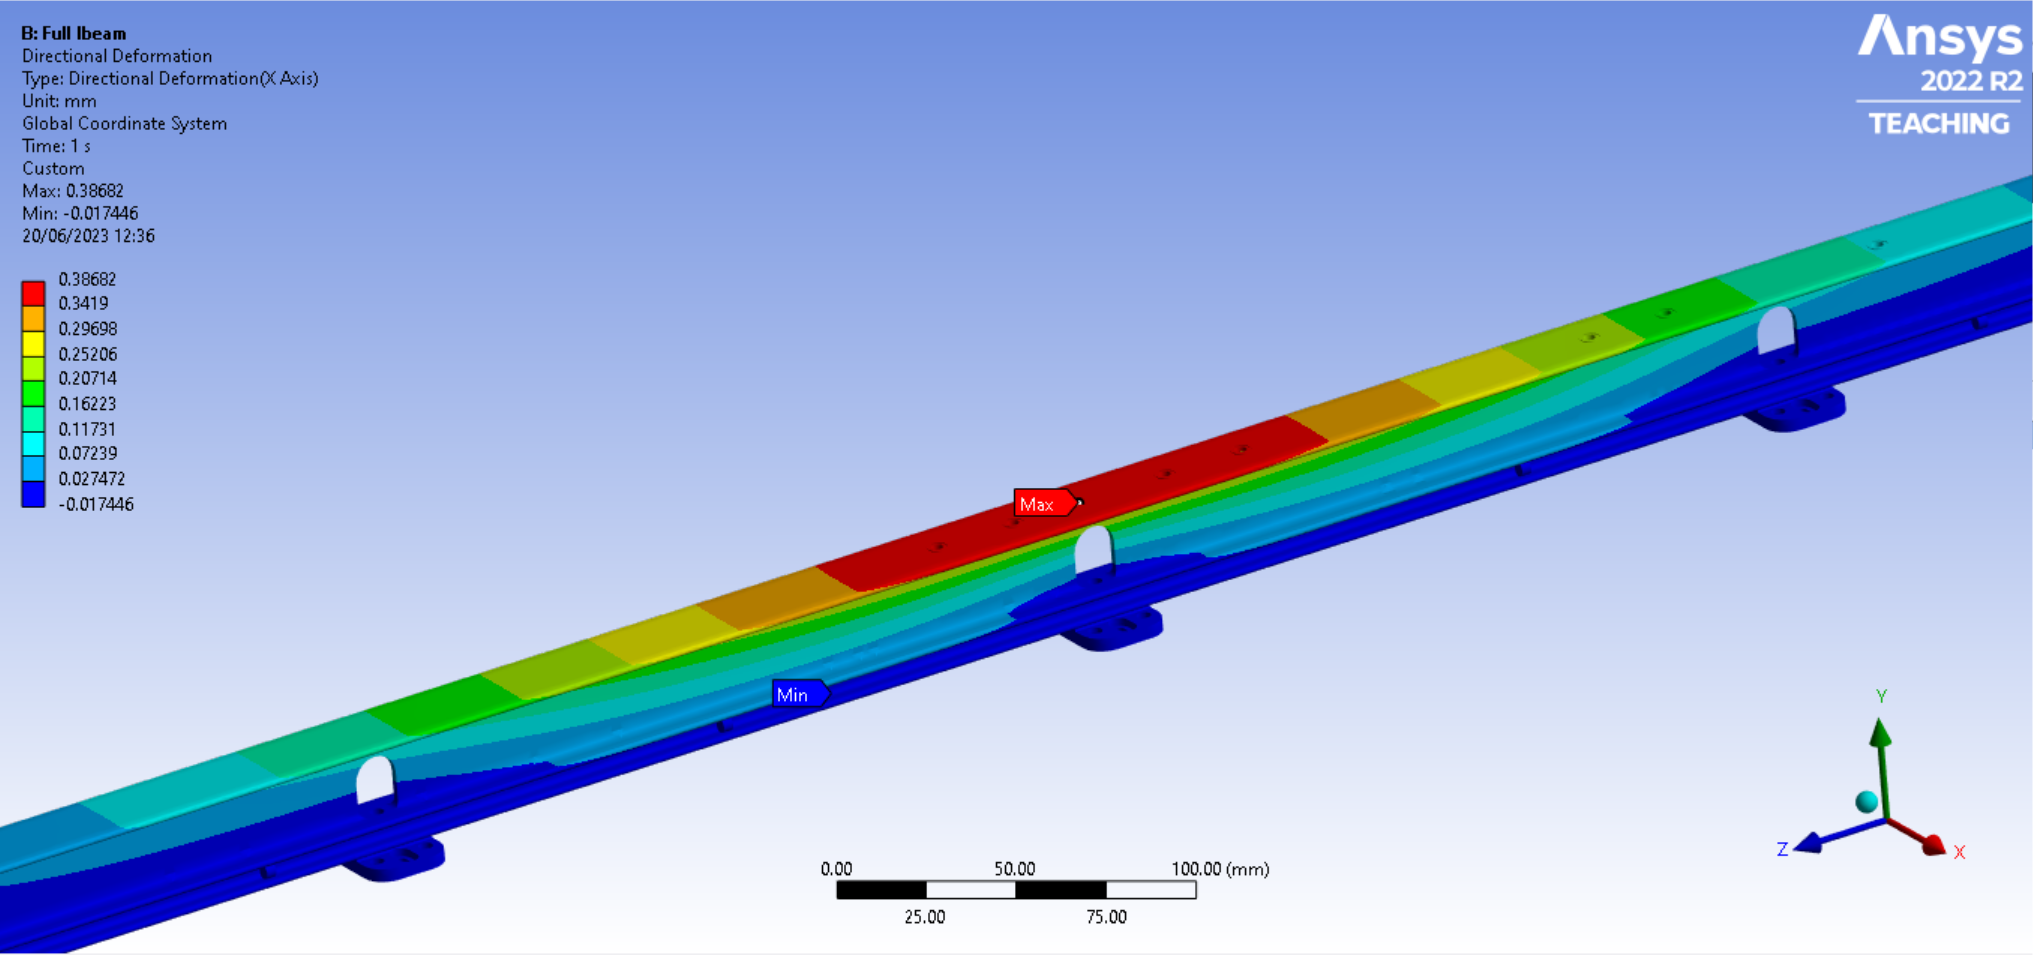 B: Full Ibeam
Directional Deformation
Type: Directional Deformation(X Axis)
Unit: mm
Global Coordinate System
Time: 1 s
Custom
Max: 0.38682
Min: -0.017446
20/06/2023 12:36
0.38682
0.3419
0.29698
0.25206
0.20714
0.16223
0.11731
0.07239
0.027472
-0.017446
Ansys
2022 R2
TEACHING
Max
Min
0.00 50.00 100.00 (mm)
25.00 75.00
Y
Z
X